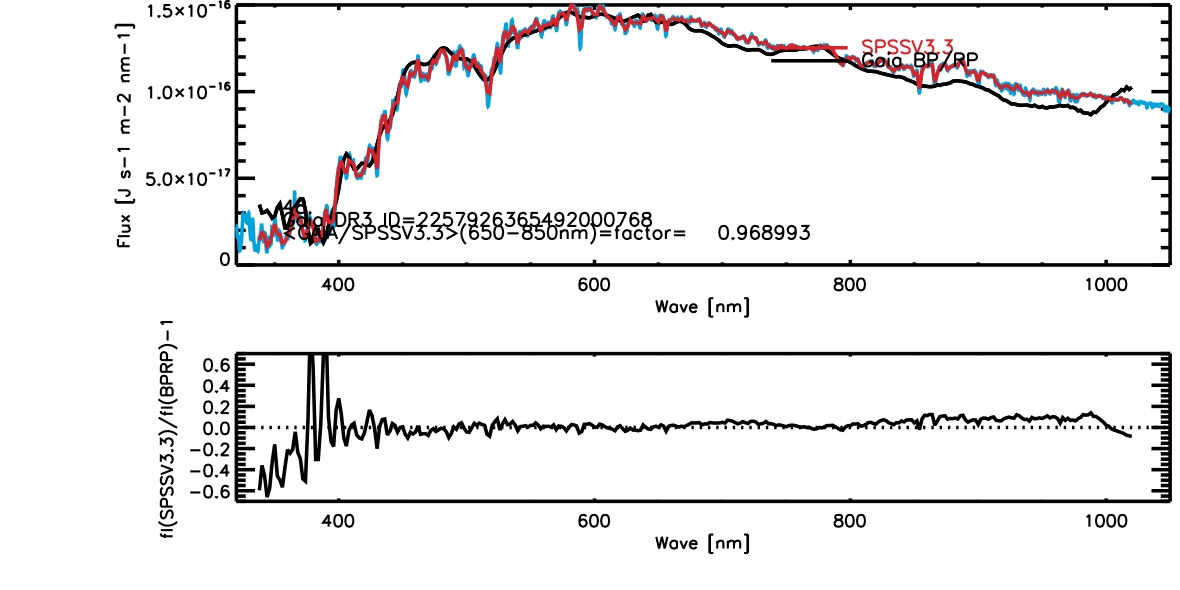 1.5×10−16
1.0×10−16
5.0×10−17
0
Flux [J s−1 m−2 nm−1]
SPSSV3.3
Gaia BP/RP
Gaia DR3 ID=2257926365492000768
<GAIA/SPSSV3.3>(650−850nm)=factor= 0.968993
400 600 800 1000
Wave [nm]
fl(SPSSV3.3)/fl(BPRP)−1
0.6
0.4
0.2
0.0
−0.2
−0.4
−0.6
400 600 800 1000
Wave [nm]